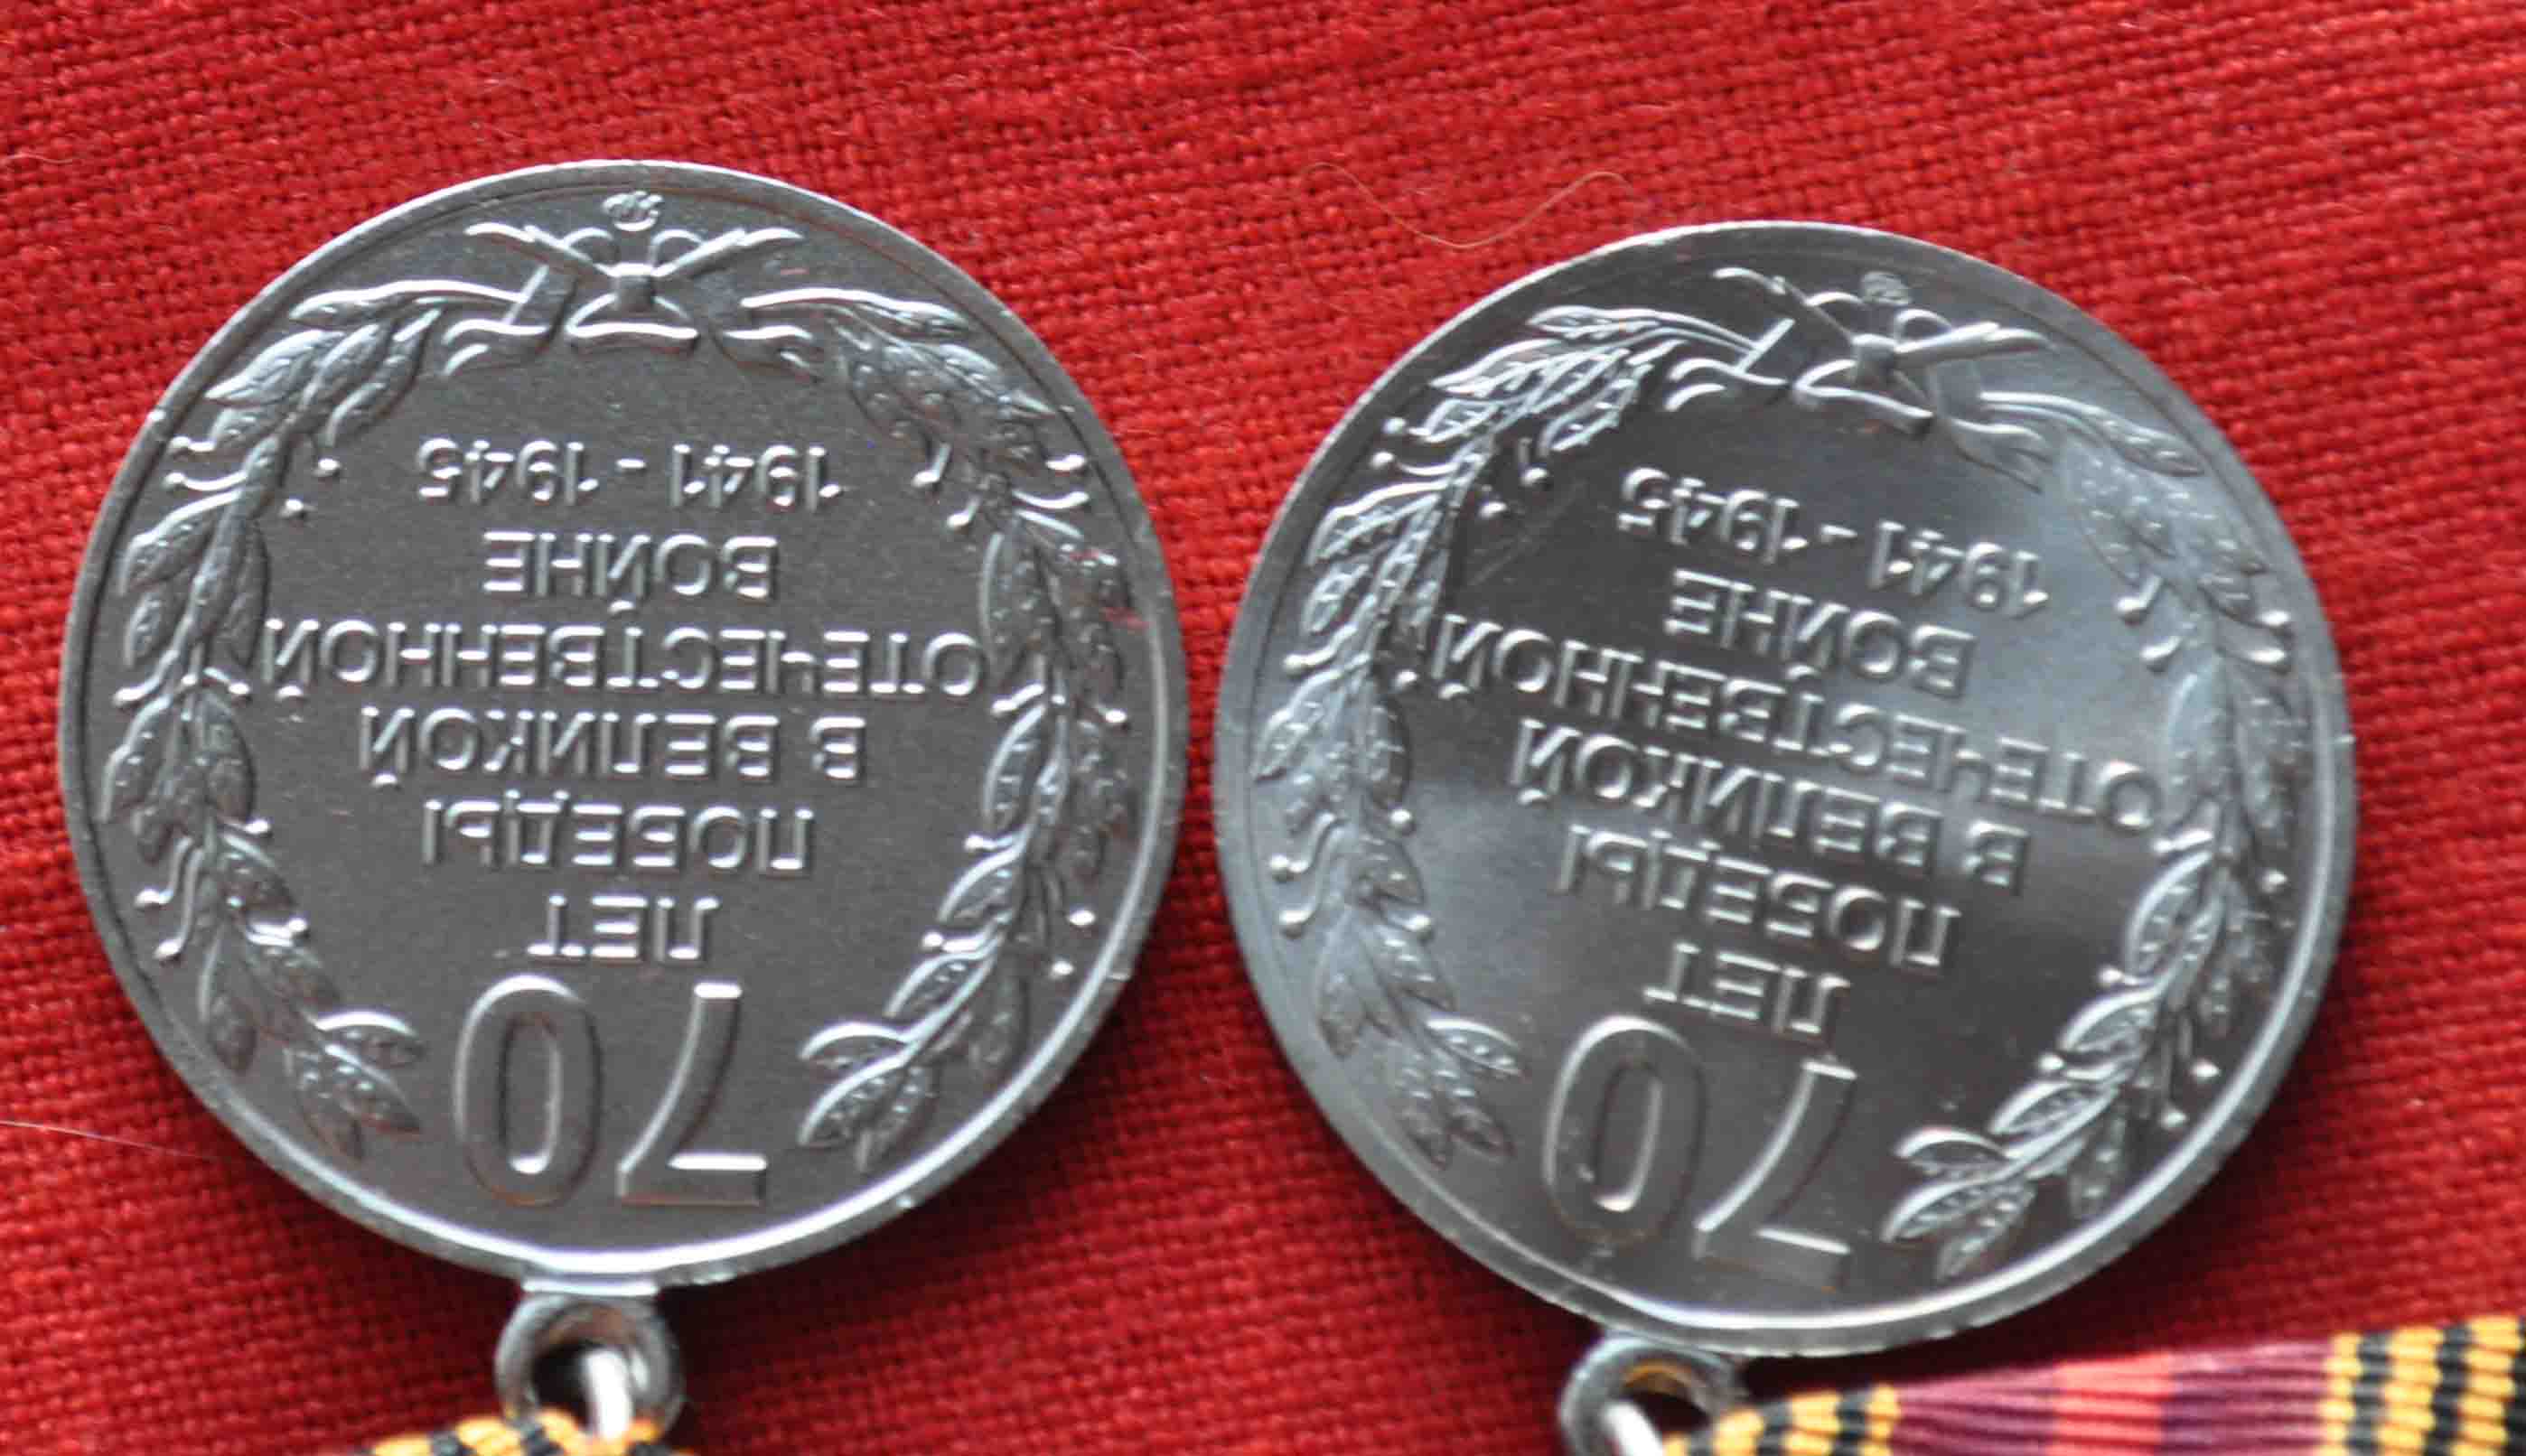 70
ЛЕТ
ПОБЕДЫ
В ВЕЛИКОЙ
ОТЕЧЕСТВЕННОЙ
ВОЙНЕ
1941 - 1945
70
ЛЕТ
ПОБЕДЫ
В ВЕЛИКОЙ
ОТЕЧЕСТВЕННОЙ
ВОЙНЕ
1941 - 1945